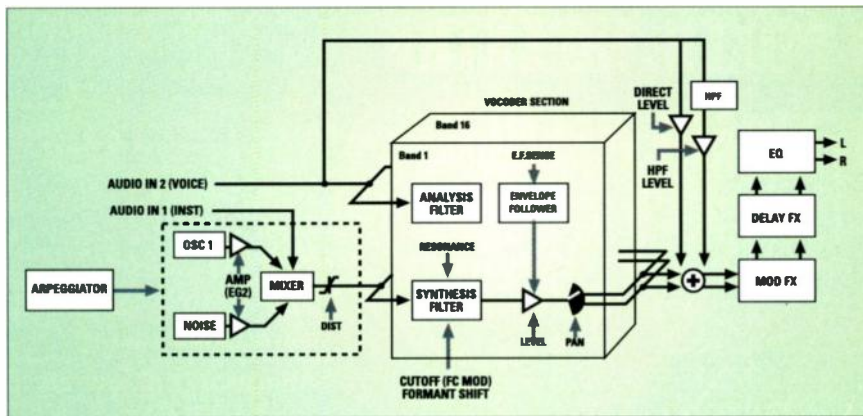 VOCODER SECTION
Band 16
Band 1
DIRECT
LEVEL
HPF
HPF
LEVEL
EQ
L
R
DELAY FX
MOD FX
AUDIO IN 2 (VOICE)
AUDIO IN 1 (INST)
E.F.SENSE
ANALYSIS
FILTER
ENVELOPE
FOLLOWER
ARPEGGIATOR
OSC 1
AMP
(EG2)
NOISE
MIXER
DIST
RESONANCE
SYNTHESIS
FILTER
LEVEL
PAN
+
CUTOFF (FC MOD)
FORMANT SHIFT